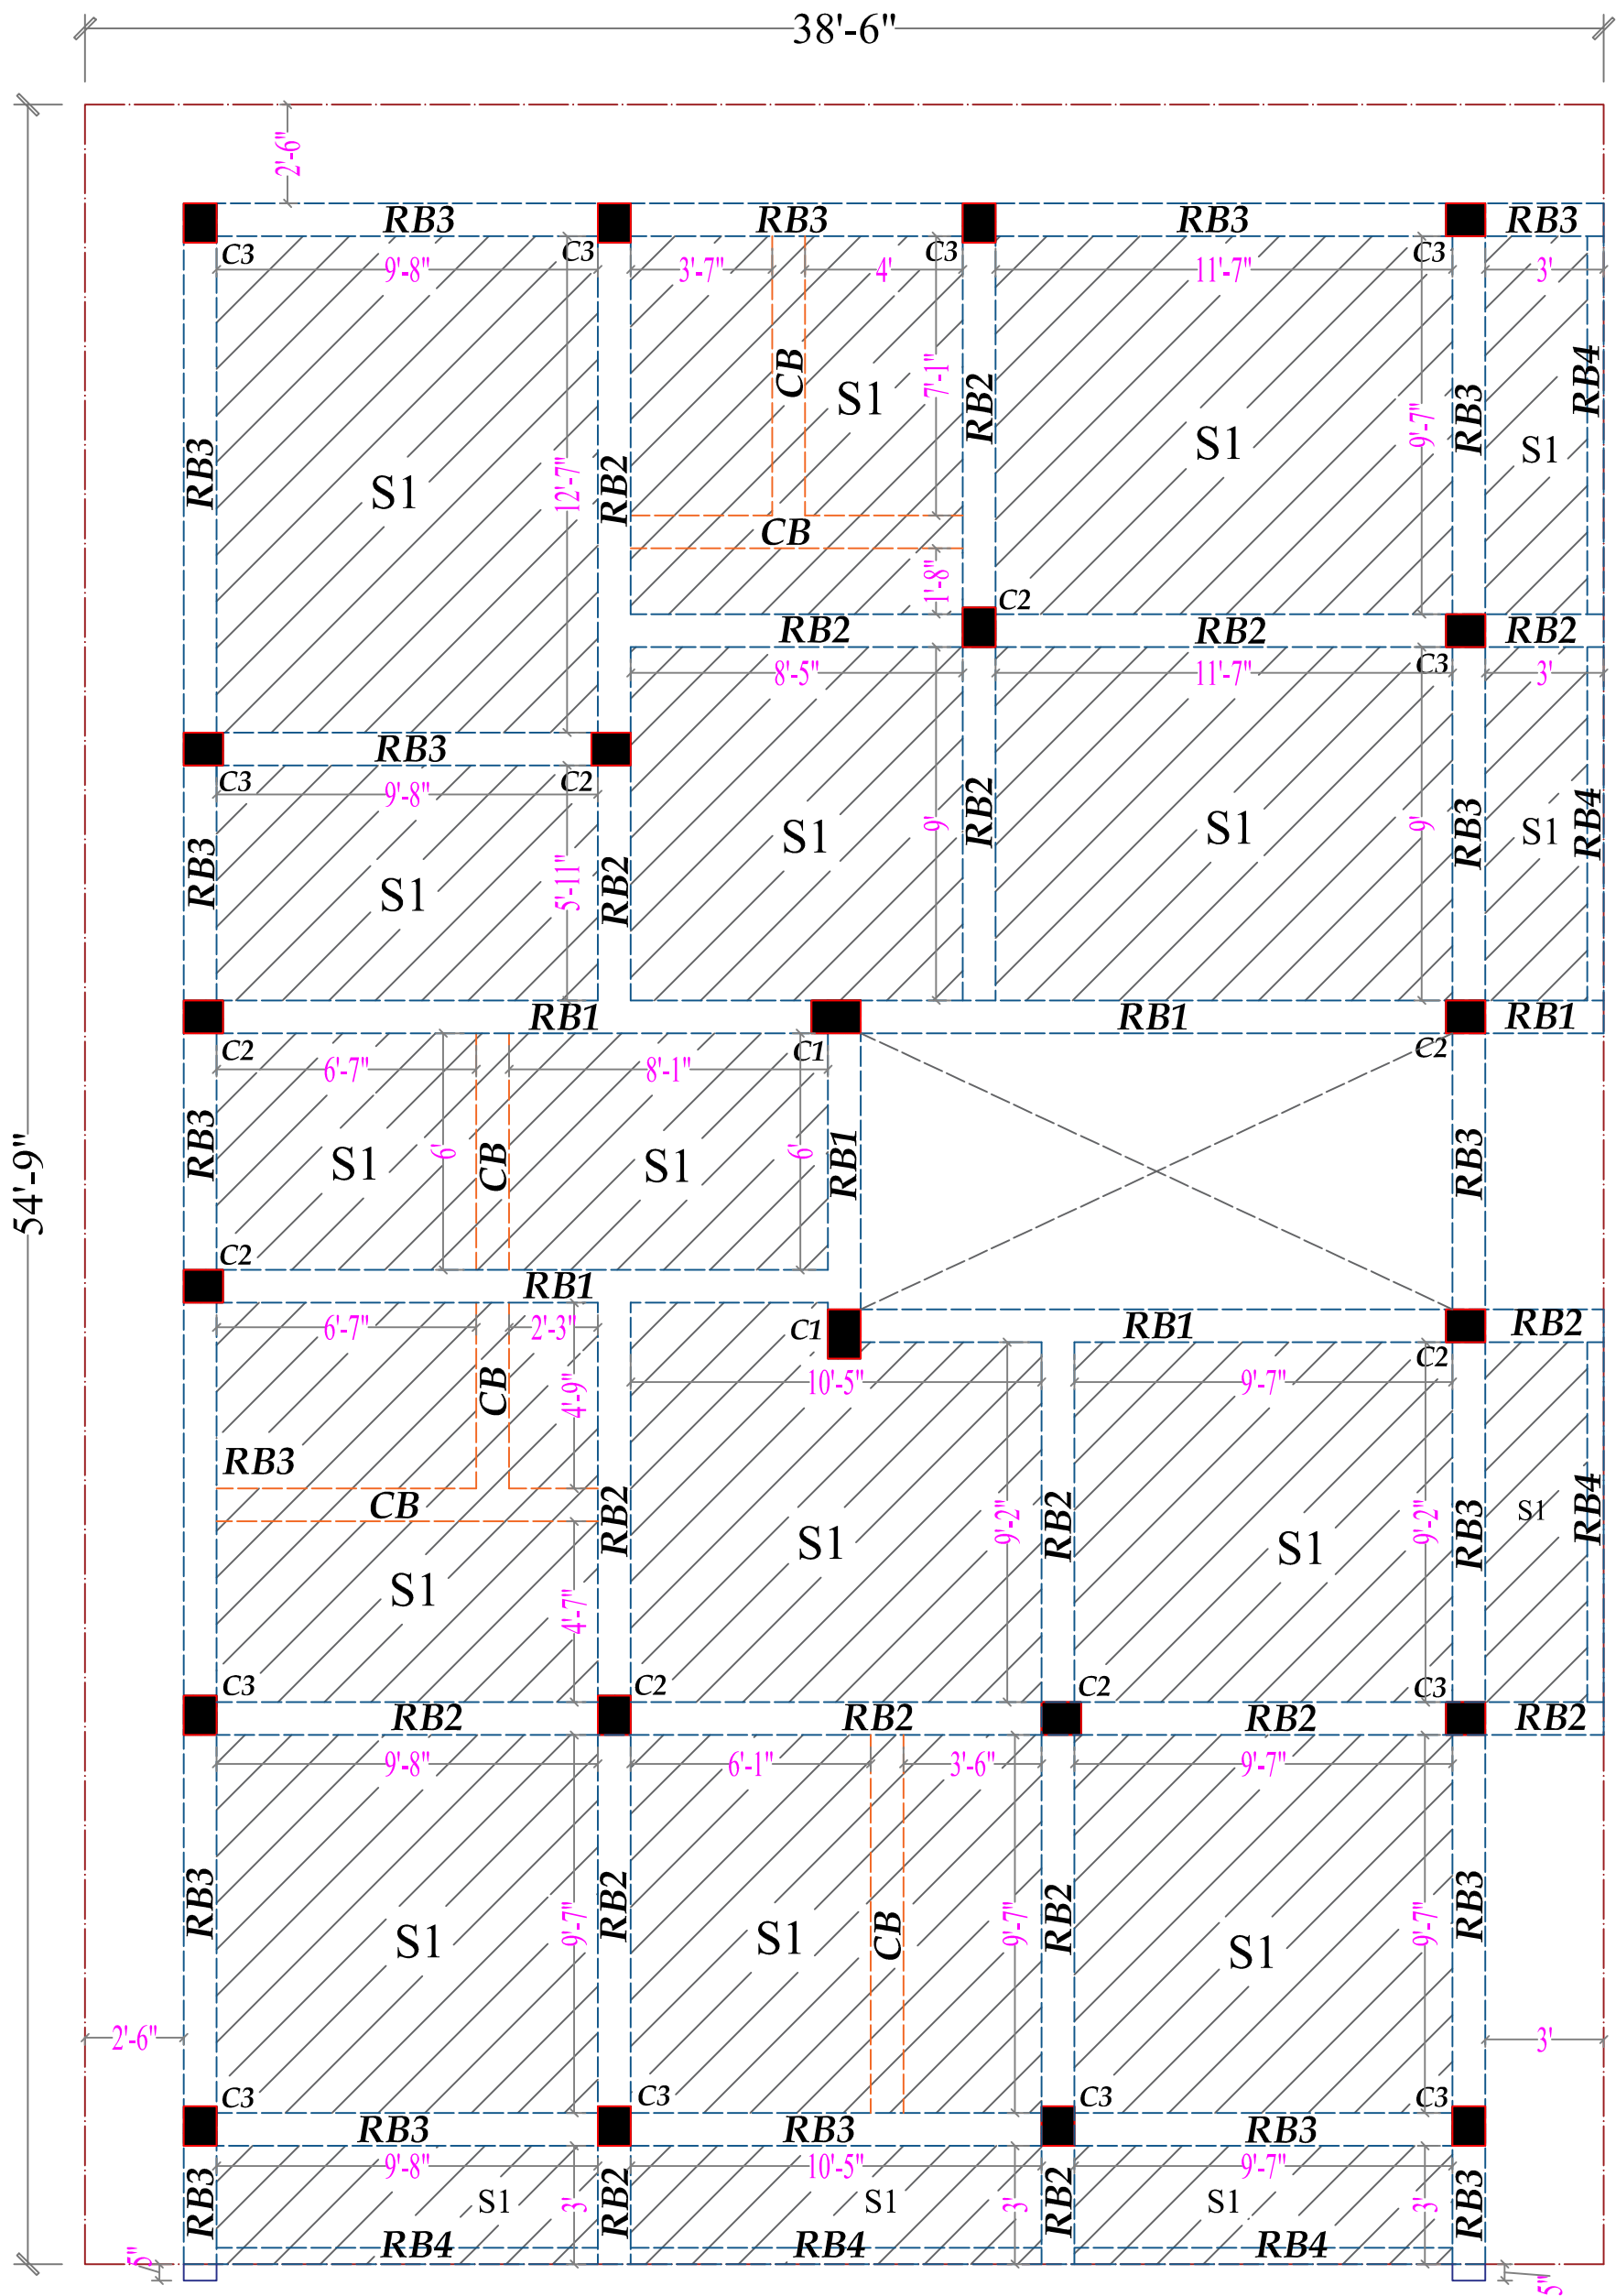 38'-6"
54'-9"
2'-6"
RB3 RB3 RB3 RB3
C3 C3 C3 C3
9'-8" 3'-7" 4' 11'-7" 3'
CB 7'-1" RB2 RB4
S1 9'-7" RB3
S1 S1
RB3 S1 12'-7" RB2
CB
1'-8" C2
RB2 RB2 RB2
8'-5" 11'-7" C3 3'
RB3
C3 C2
9'-8"
RB2 9' 9' RB3 RB4
S1 S1 S1
RB3 S1 5'-11" RB2
RB1 RB1 RB1
C2 C1 C2
6'-7" 8'-1"
RB3 S1 6' CB S1 6' RB1 RB3
C2
RB1 RB1 RB2
6'-7" 2'-3" C1 C2
10'-5" 9'-7"
CB 4'-9"
RB3
CB
RB2 9'-2" RB2 9'-2" RB3 S1 RB4
S1 S1
S1 4'-7"
C3 C2 C2 C3
RB2 RB2 RB2 RB2
9'-8" 6'-1" 3'-6" 9'-7"
RB3 9'-7" RB2 CB 9'-7" RB2 9'-7" RB3
S1 S1 S1
2'-6" 3'
C3 C3 C3 C3
RB3 RB3 RB3
9'-8" 10'-5" 9'-7"
RB3 S1 3' RB2 S1 3' RB2 S1 3' RB3
RB4 RB4 RB4
5" 5"